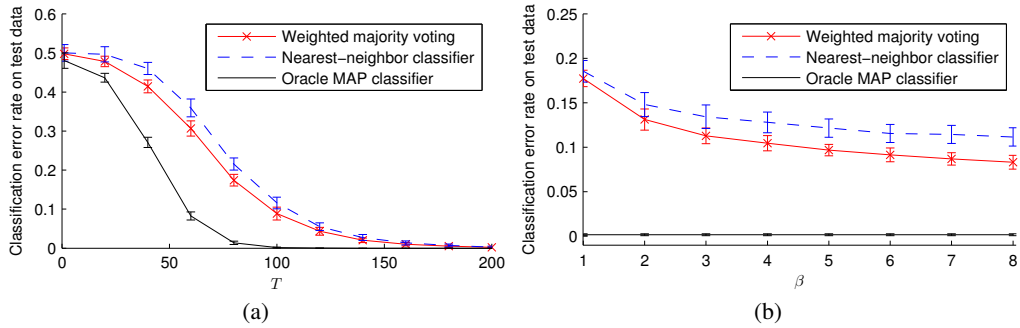 (a)
Classification error rate on test data
0.6
0.5
0.4
0.3
0.2
0.1
0
0
50
100
150
200
T
Weighted majority voting
Nearest−neighbor classifier
Oracle MAP classifier
(a)
(b)
Classification error rate on test data
0.2
0.15
0.1
0.05
0
1
2
3
4
5
6
7
8
β
Weighted majority voting
Nearest−neighbor classifier
Oracle MAP classifier
(b)